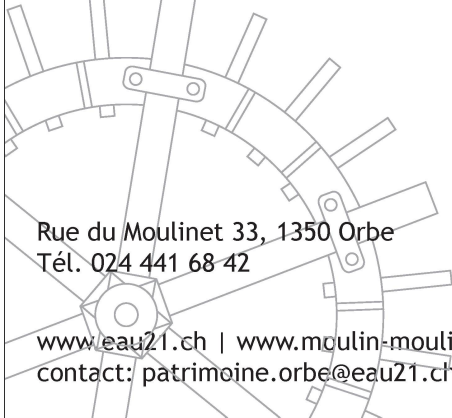 Rue du Moulinet 33, 1350 Orbe
Tél. 024 441 68 42
www.eau21.ch | www.moulin-mouli
contact: patrimoine.orbe@eau21.ch